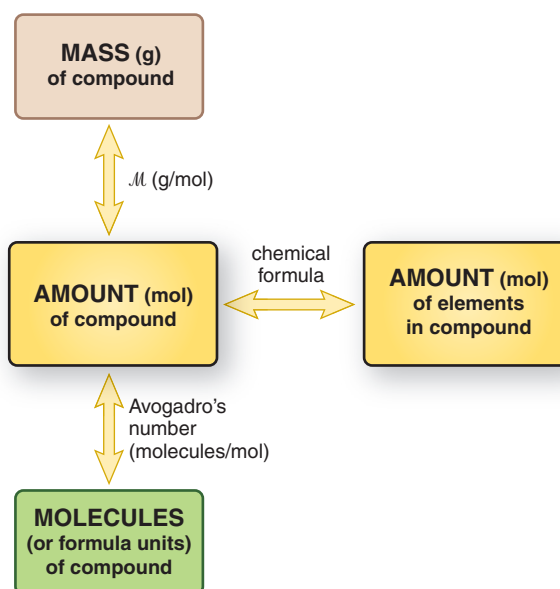 MASS (g)
of compound
ℳ (g/mol)
AMOUNT (mol)
of compound
chemical
formula
AMOUNT (mol)
of elements
in compound
Avogadro’s
number
(molecules/mol)
MOLECULES
(or formula units)
of compound